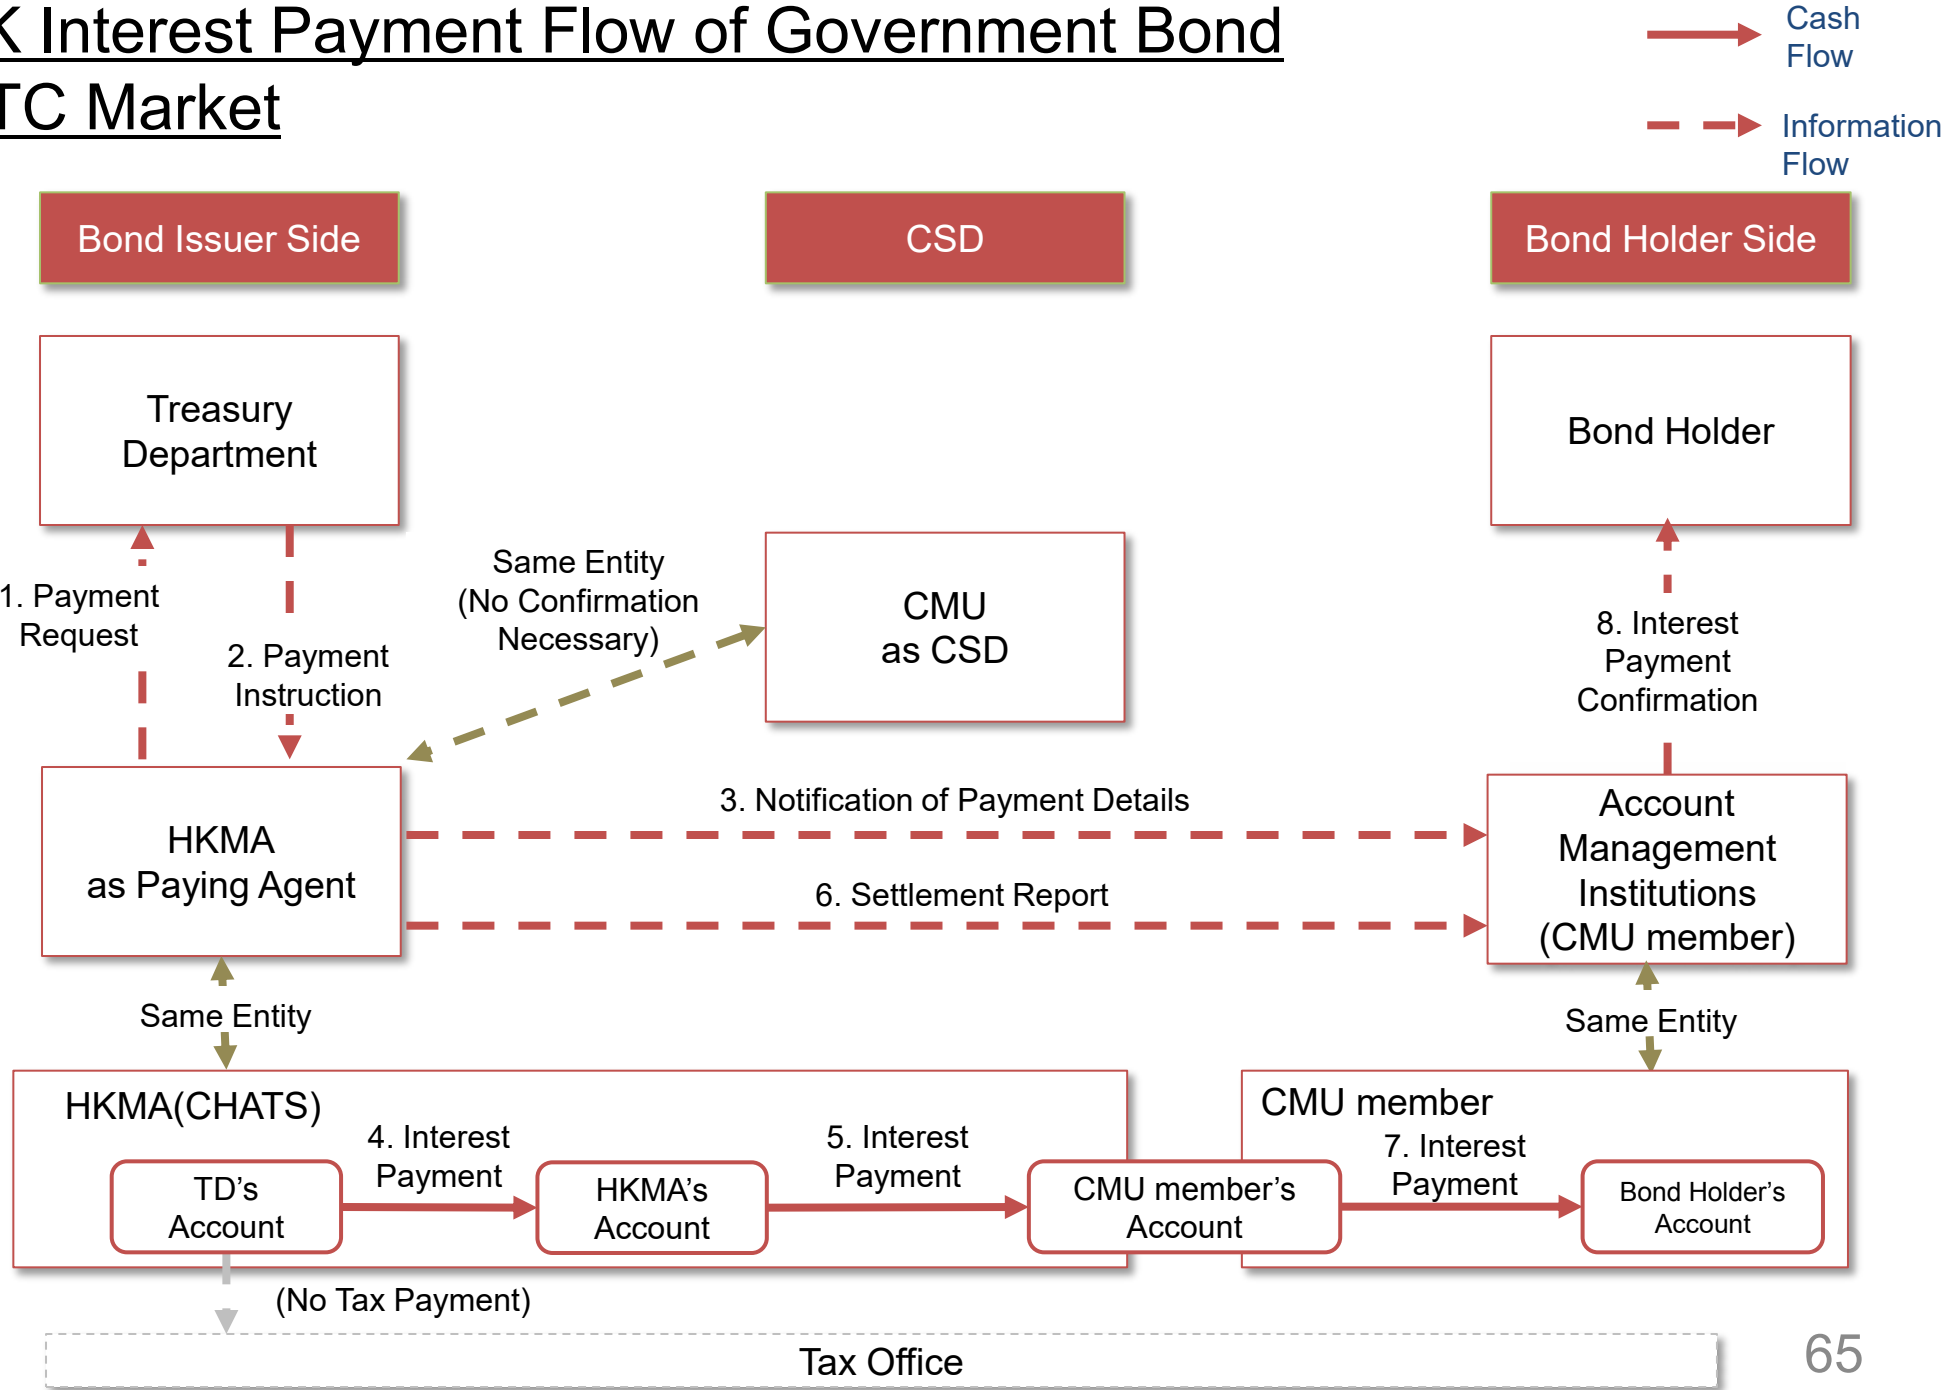 K Interest Payment Flow of Government Bond
TC Market
Cash
Flow
Information
Flow
Bond Issuer Side
CSD
Bond Holder Side
Treasury
Department
Bond Holder
1. Payment
Request
2. Payment
Instruction
Same Entity
(No Confirmation
Necessary)
CMU
as CSD
8. Interest
Payment
Confirmation
HKMA
as Paying Agent
3. Notification of Payment Details
6. Settlement Report
Account
Management
Institutions
(CMU member)
Same Entity
Same Entity
HKMA(CHATS)
4. Interest
Payment
5. Interest
Payment
CMU member
7. Interest
Payment
TD's
Account
HKMA's
Account
CMU member's
Account
Bond Holder's
Account
(No Tax Payment)
Tax Office
65